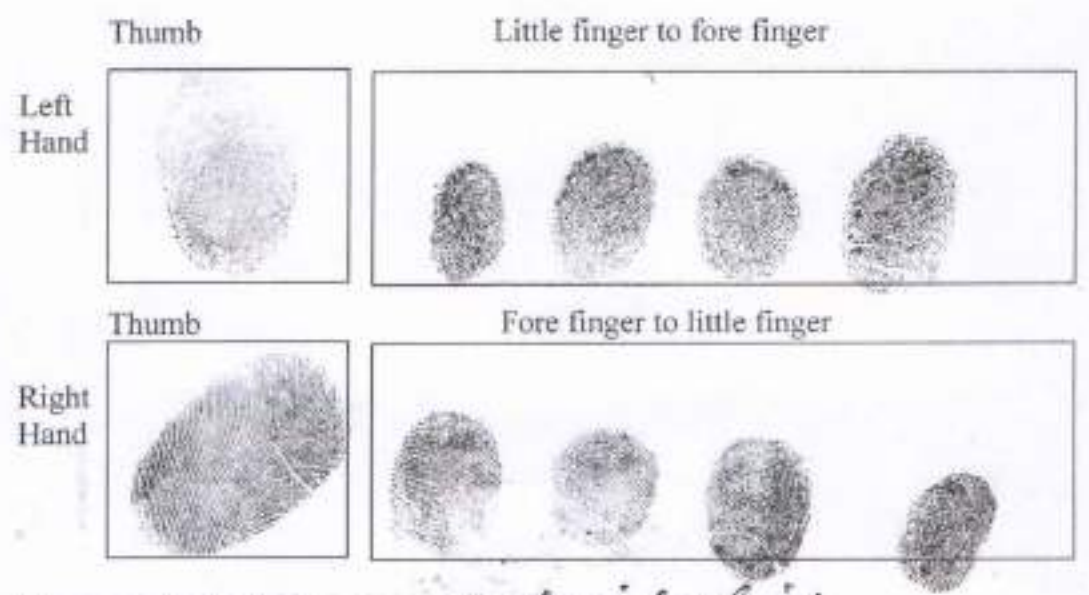 Thumb Little finger to fore finger
Left
Hand
Thumb Fore finger to little finger
Right
Hand